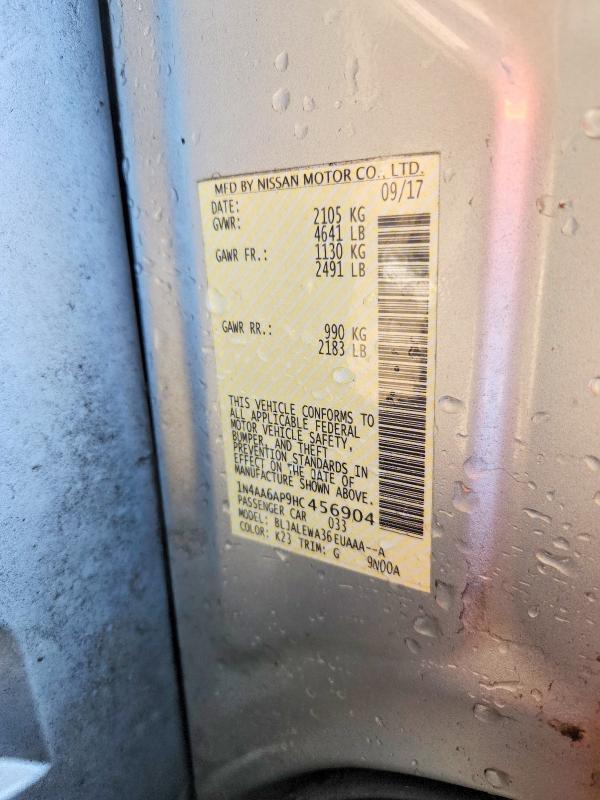 MFD BY NISSAN MOTOR CO., LTD.
DATE: 09/17
GVWR: 2105 KG
4641 LB
GAWR FR.: 1130 KG
2491 LB
GAWR RR.: 990 KG
2183 LB
THIS VEHICLE CONFORMS TO
ALL APPLICABLE FEDERAL
MOTOR VEHICLE SAFETY,
BUMPER, AND THEFT
PREVENTION STANDARDS IN
EFFECT ON THE DATE OF
MANUFACTURE SHOWN ABOVE.
1N4AA6AP9HC456904
PASSENGER CAR 033
MODEL: BLJALEWA36EUAAA--A
COLOR: K23 TRIM: G 9N00A